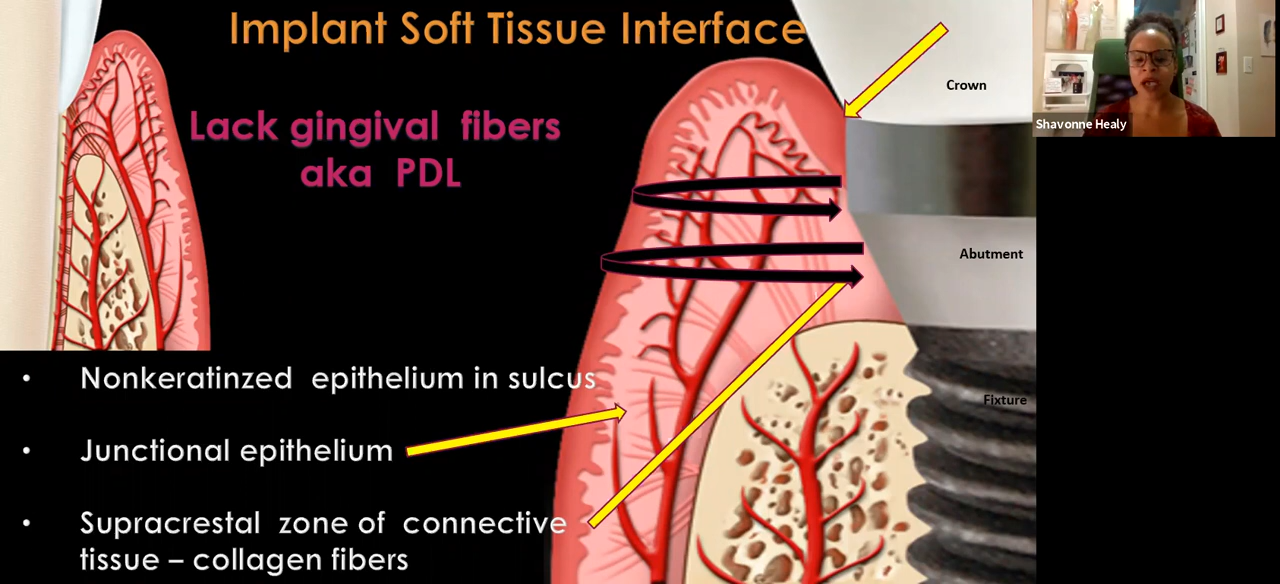 Implant Soft Tissue Interface
Lack gingival fibers
aka PDL
• Nonkeratinzed epithelium in sulcus
• Junctional epithelium
• Supracrestal zone of connective
tissue – collagen fibers
Crown
Abutment
Fixture
Shavonne Healy